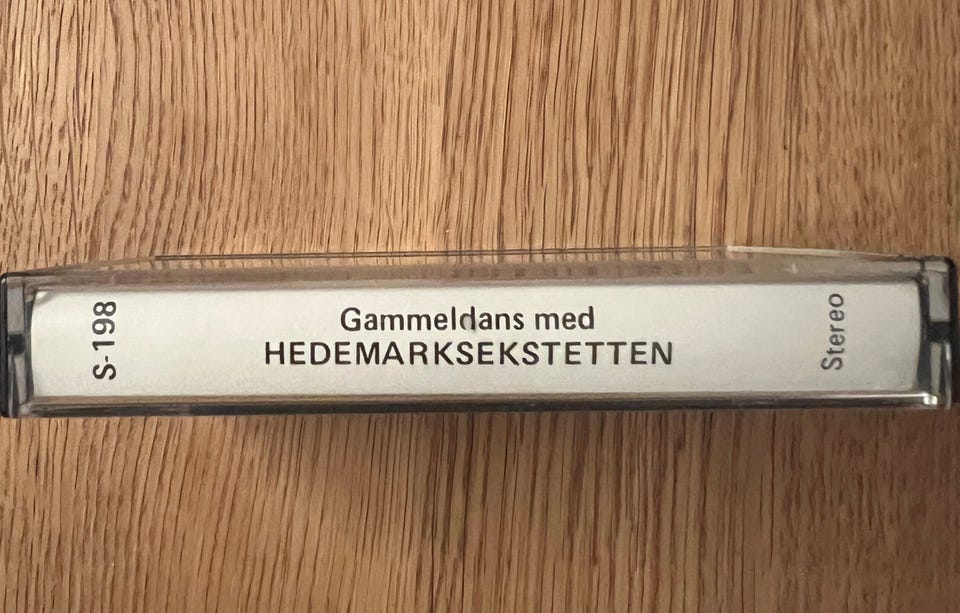 S-198
Gammeldans med
HEDEMARKSEKSTETTEN
Stereo